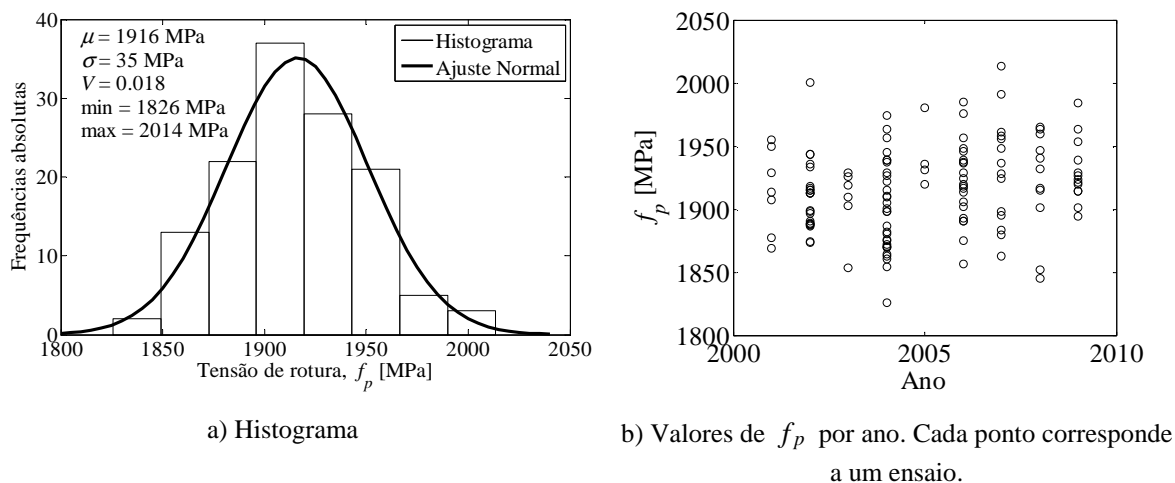 μ = 1916 MPa
σ = 35 MPa
V = 0.018
min = 1826 MPa
max = 2014 MPa
Histograma
Ajuste Normal
Frequências absolutas
40
30
20
10
0
1800 1850 1900 1950 2000 2050
Tensão de rotura, f_p [MPa]
a) Histograma
f_p [MPa]
2050
2000
1950
1900
1850
1800
2000 2005 2010
Ano
b) Valores de f_p por ano. Cada ponto corresponde
a um ensaio.